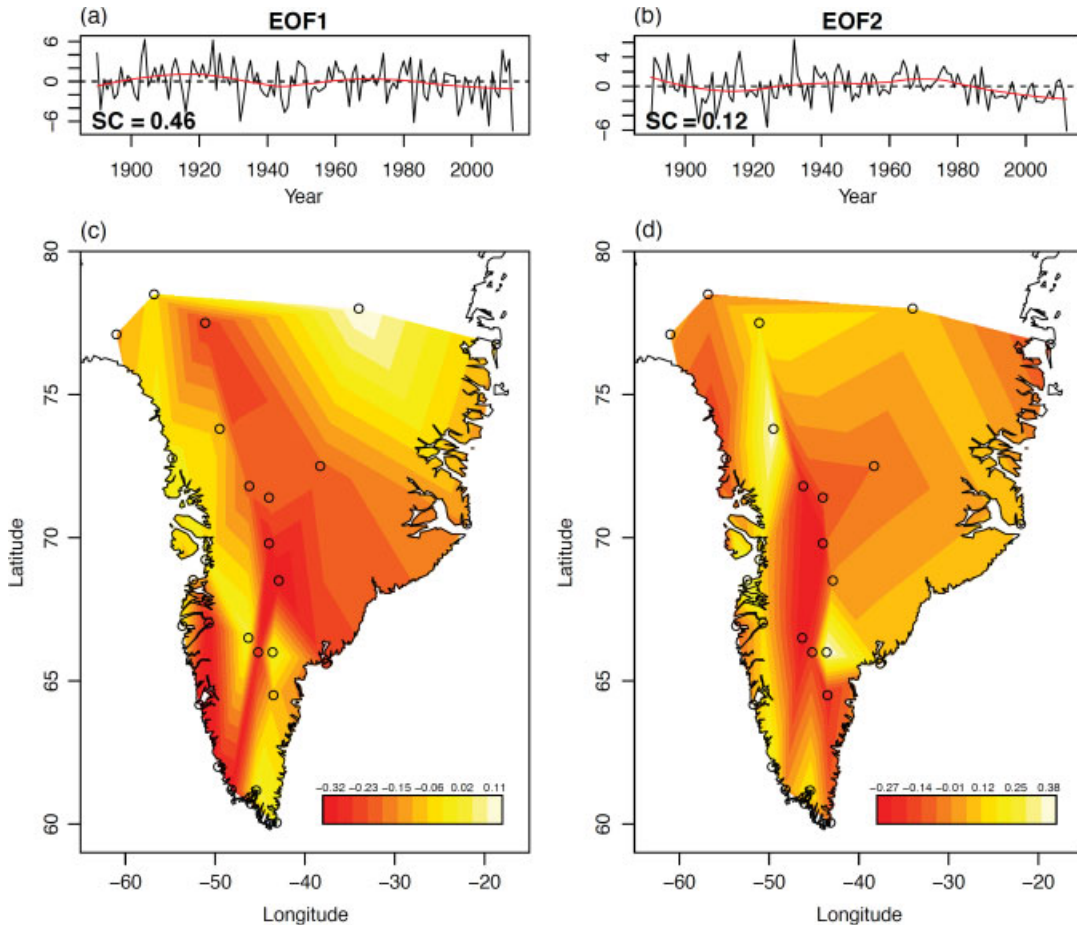 (a) EOF1
6
0
−6
SC = 0.46
1900 1920 1940 1960 1980 2000
Year
(b) EOF2
4
0
−6
SC = 0.12
1900 1920 1940 1960 1980 2000
Year
(c)
80
75
70
65
60
Latitude
−0.32 −0.23 −0.15 −0.06 0.02 0.11
−60 −50 −40 −30 −20
Longitude
(d)
80
75
70
65
60
Latitude
−0.27 −0.14 −0.01 0.12 0.25 0.38
−60 −50 −40 −30 −20
Longitude